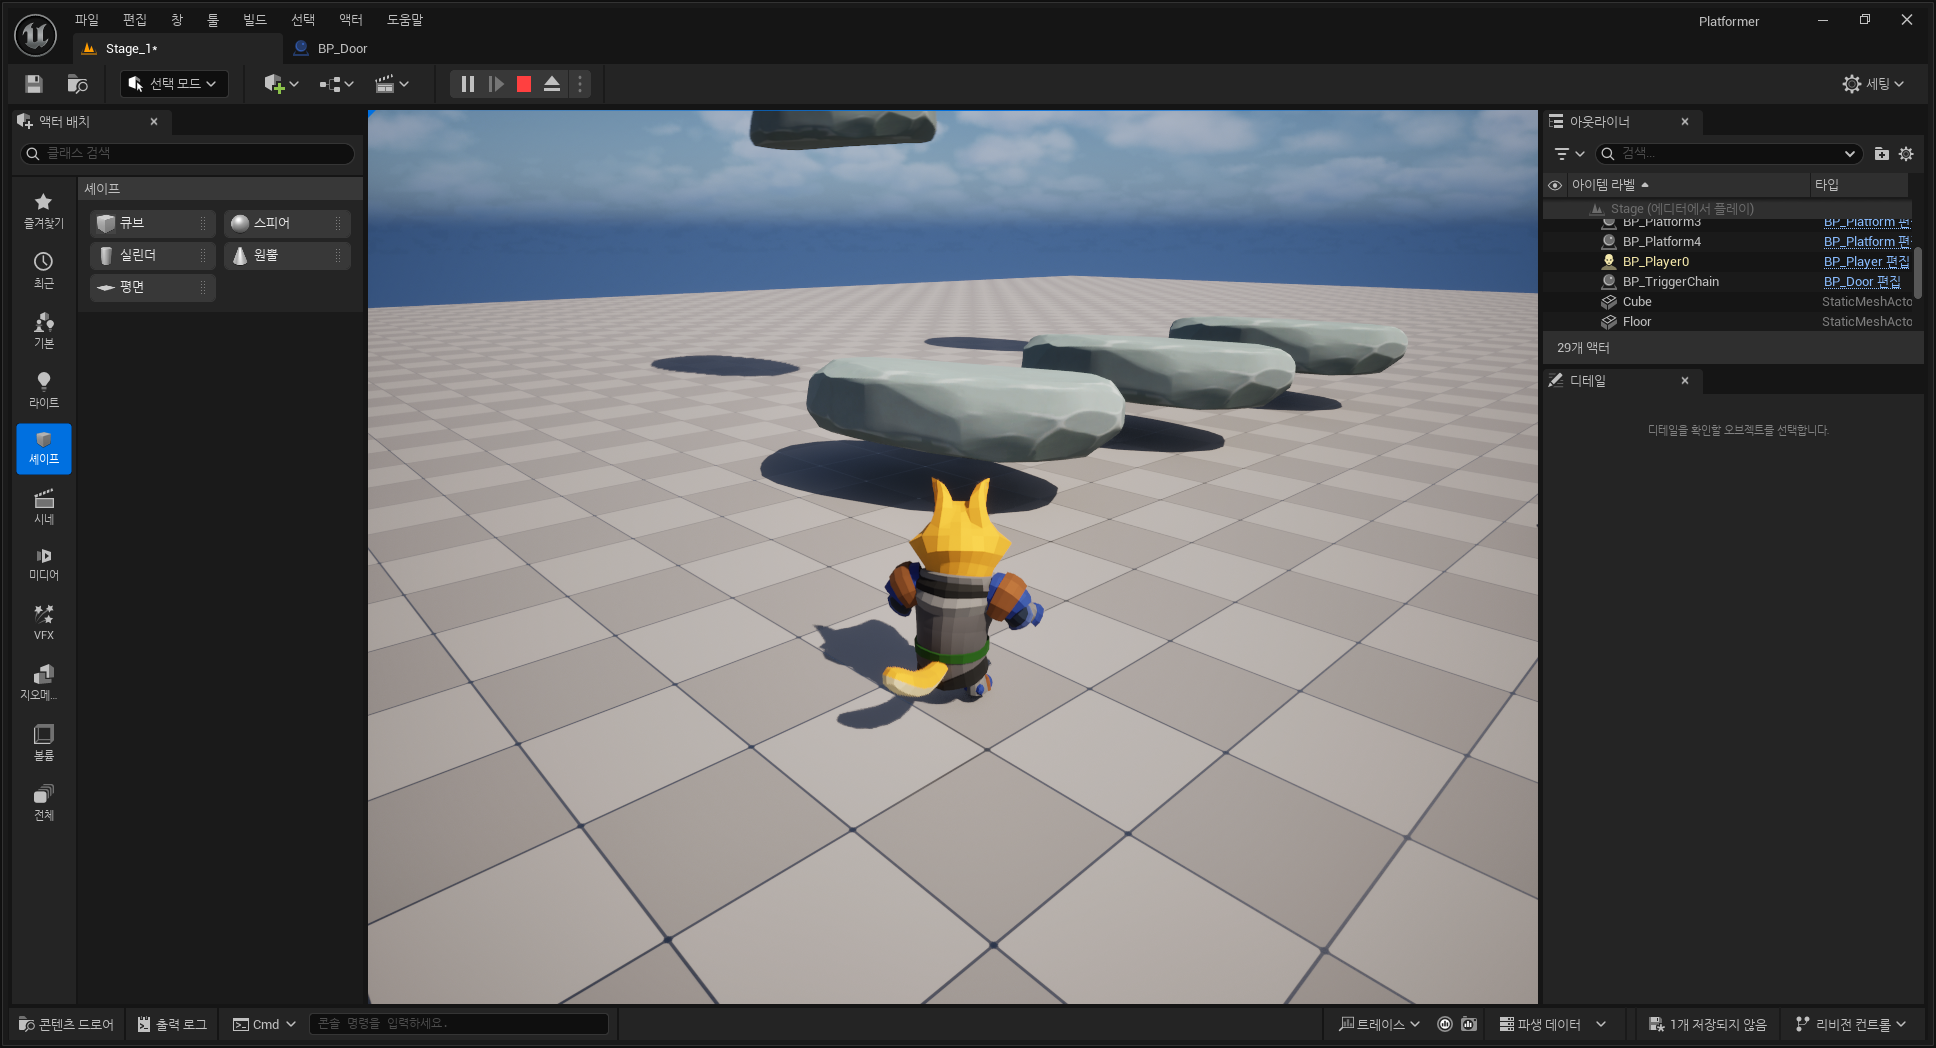 파일 편집 창 툴 빌드 선택 액터 도움말
Platformer
Stage_1*
BP_Door
선택 모드
세팅
액터 배치
클래스 검색
즐겨찾기
최근
기본
라이트
셰이프
시네
미디어
VFX
지오메...
볼륨
전체
셰이프
큐브
스피어
실린더
원뿔
평면
아웃라이너
검색...
아이템 라벨
타입
Stage (에디터에서 플레이)
BP_Platform3 BP_Platform 편
BP_Platform4 BP_Platform 편
BP_Player0 BP_Player 편집
BP_TriggerChain BP_Door 편집
Cube StaticMeshActo
Floor StaticMeshActo
29개 액터
디테일
디테일을 확인할 오브젝트를 선택합니다.
콘텐츠 드로어
출력 로그
Cmd
콘솔 명령을 입력하세요.
트레이스
파생 데이터
1개 저장되지 않음
리비전 컨트롤